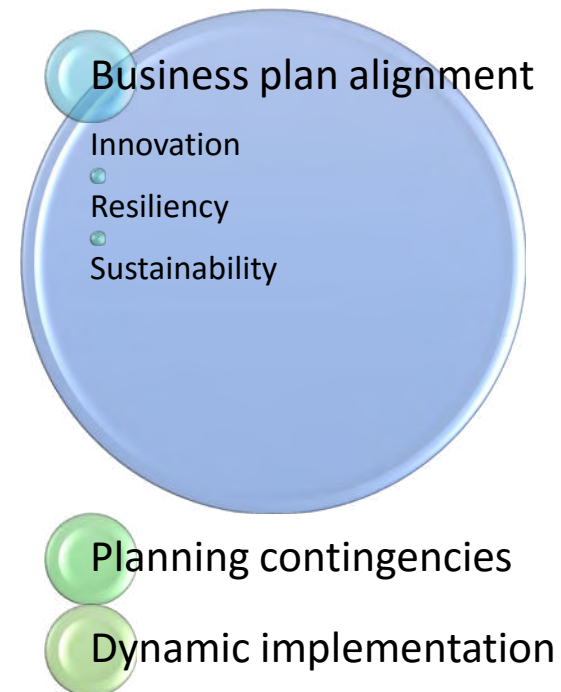 Business plan alignment
Innovation
Resiliency
Sustainability
Planning contingencies
Dynamic implementation